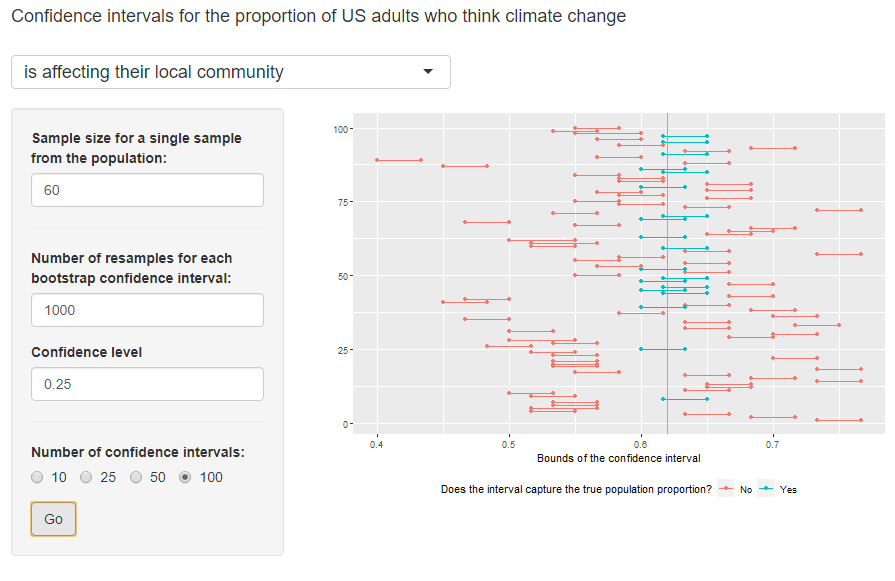 Confidence intervals for the proportion of US adults who think climate change
is affecting their local community
Sample size for a single sample
from the population:
60
Number of resamples for each
bootstrap confidence interval:
1000
Confidence level
0.25
Number of confidence intervals:
10 25 50 100
Go
100
75
50
25
0
0.4 0.5 0.6 0.7
Bounds of the confidence interval
Does the interval capture the true population proportion? No Yes